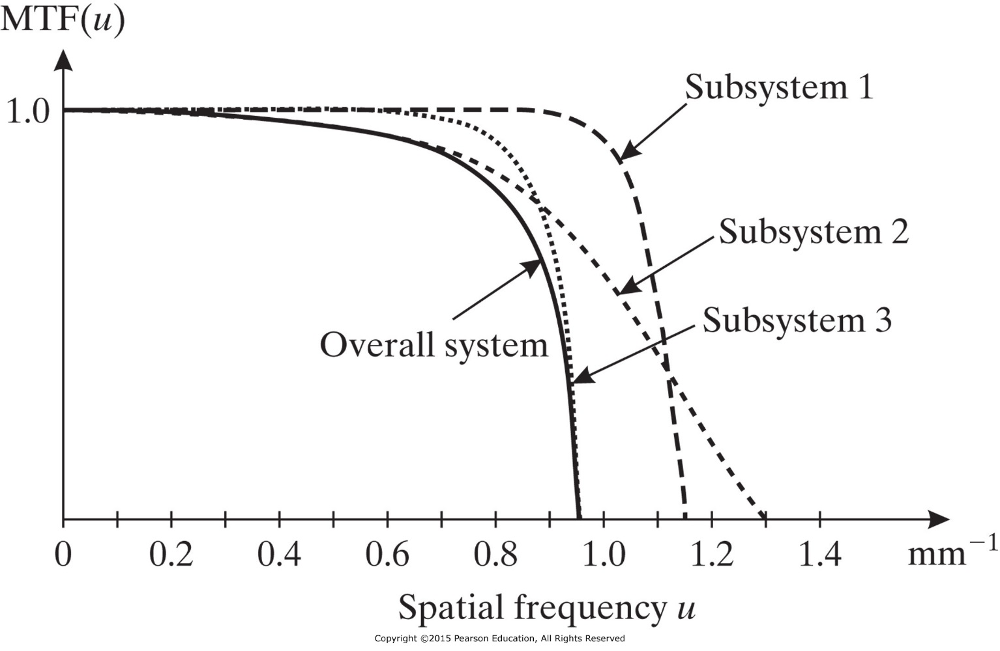 MTF(u)
1.0
Subsystem 1
Subsystem 2
Subsystem 3
Overall system
0 0.2 0.4 0.6 0.8 1.0 1.2 1.4 mm⁻¹
Spatial frequency u
Copyright ©2015 Pearson Education, All Rights Reserved